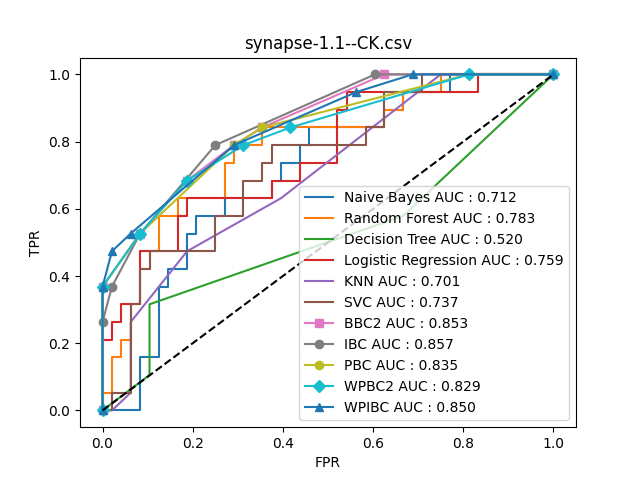 synapse-1.1--CK.csv
TPR
1.0
0.8
0.6
0.4
0.2
0.0
Naive Bayes AUC : 0.712
Random Forest AUC : 0.783
Decision Tree AUC : 0.520
Logistic Regression AUC : 0.759
KNN AUC : 0.701
SVC AUC : 0.737
BBC2 AUC : 0.853
IBC AUC : 0.857
PBC AUC : 0.835
WPBC2 AUC : 0.829
WPIBC AUC : 0.850
0.0 0.2 0.4 0.6 0.8 1.0
FPR